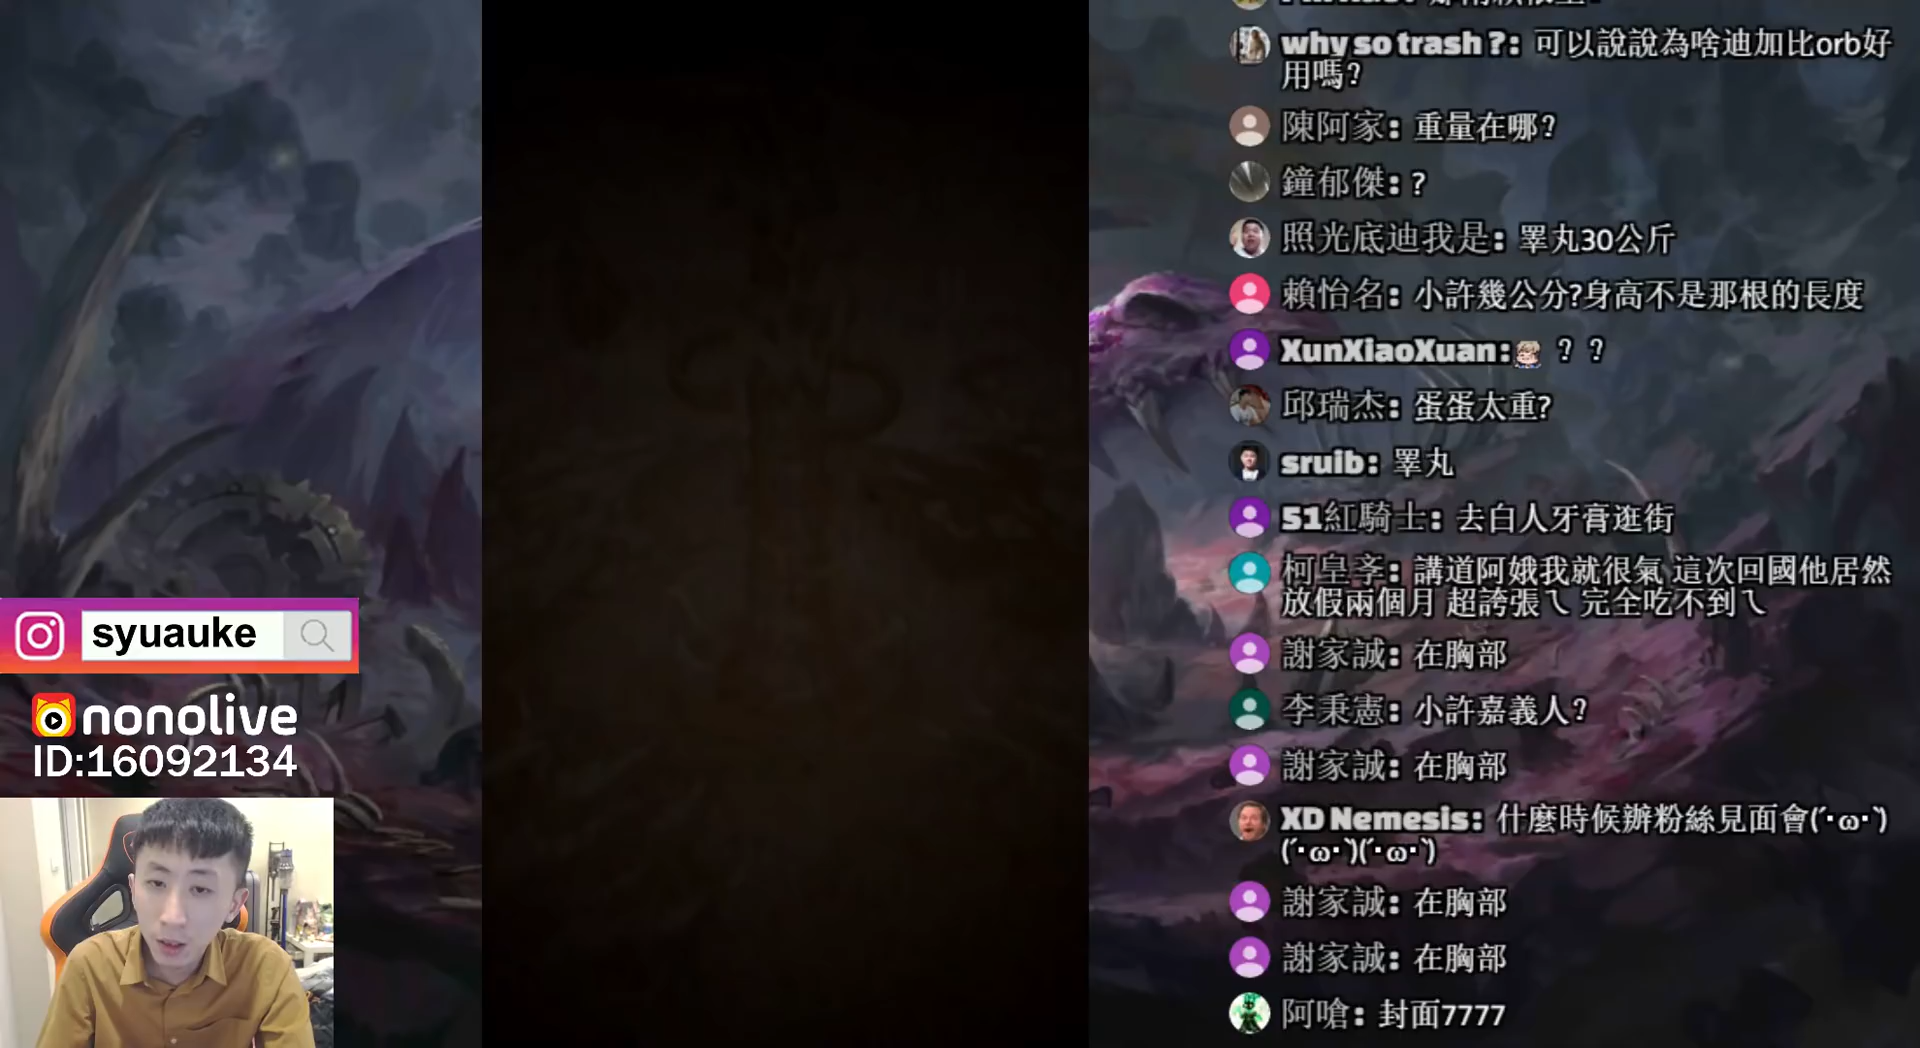 why so trash ?: 可以說說為啥迪加比orb好
用嗎?
陳阿家: 重量在哪?
鐘郁傑: ?
照光底迪我是: 睪丸30公斤
賴怡名: 小許幾公分?身高不是那根的長度
XunXiaoXuan: ? ?
邱瑞杰: 蛋蛋太重?
sruib: 睪丸
S1紅騎士: 去白人牙膏逛街
柯皇孝: 講道阿娥我就很氣 這次回國他居然
放假兩個月 超誇張ㄟ 完全吃不到ㄟ
謝家誠: 在胸部
李秉憲: 小許嘉義人?
謝家誠: 在胸部
XD Nemesis: 什麼時候辦粉絲見面會(´･ω･`)
(´･ω･`)(´･ω･`)
謝家誠: 在胸部
謝家誠: 在胸部
阿嗆: 封面7777
syuauke
nonolive
ID:16092134